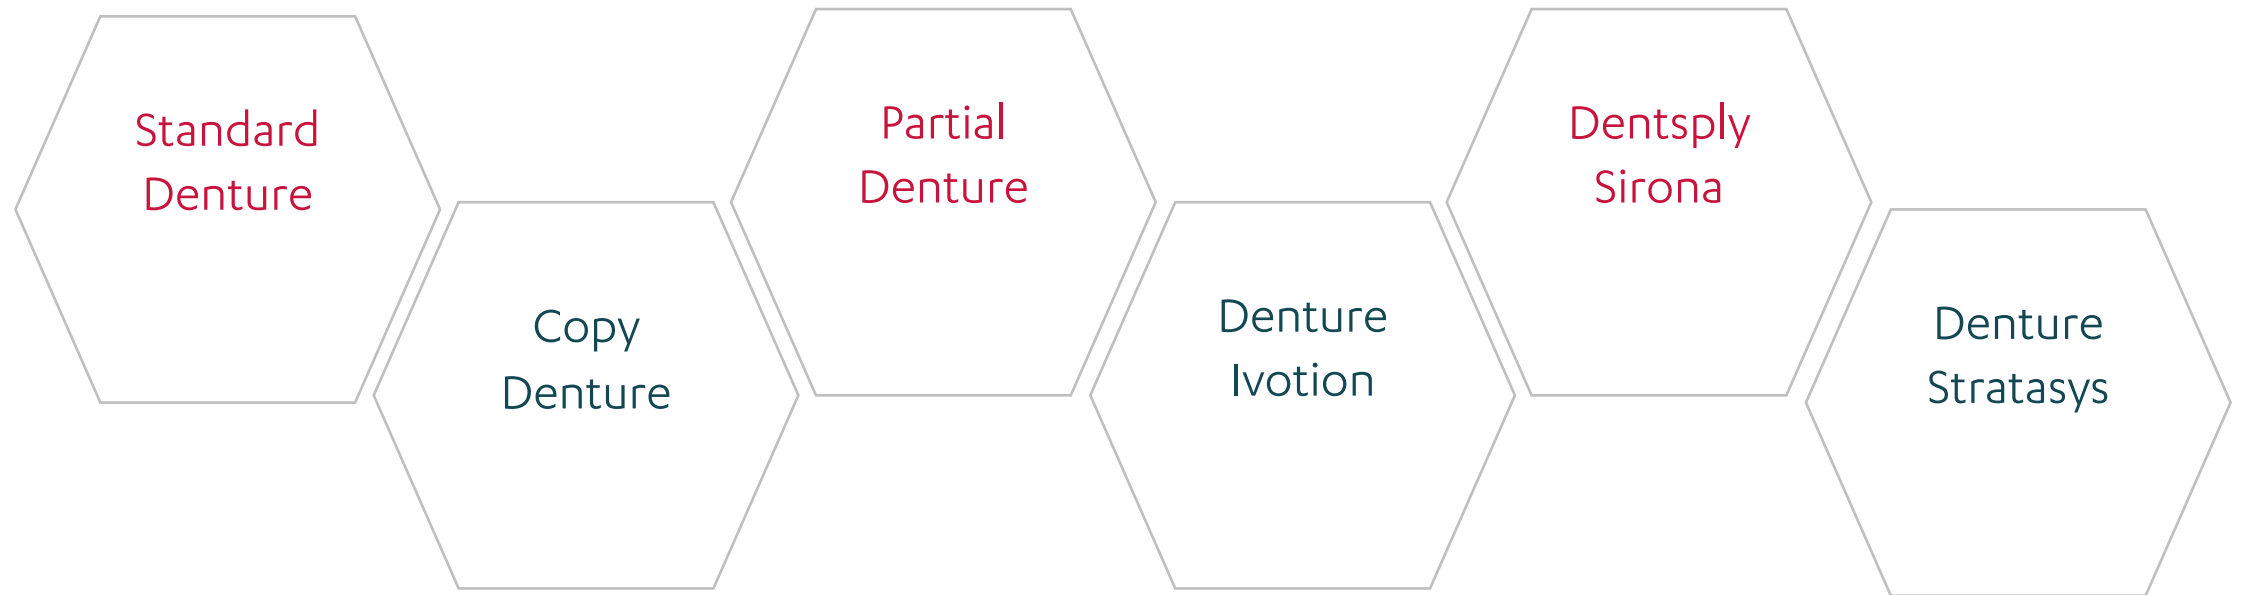 Standard
Denture
Copy
Denture
Partial
Denture
Denture
Ivotion
Dentsply
Sirona
Denture
Stratasys